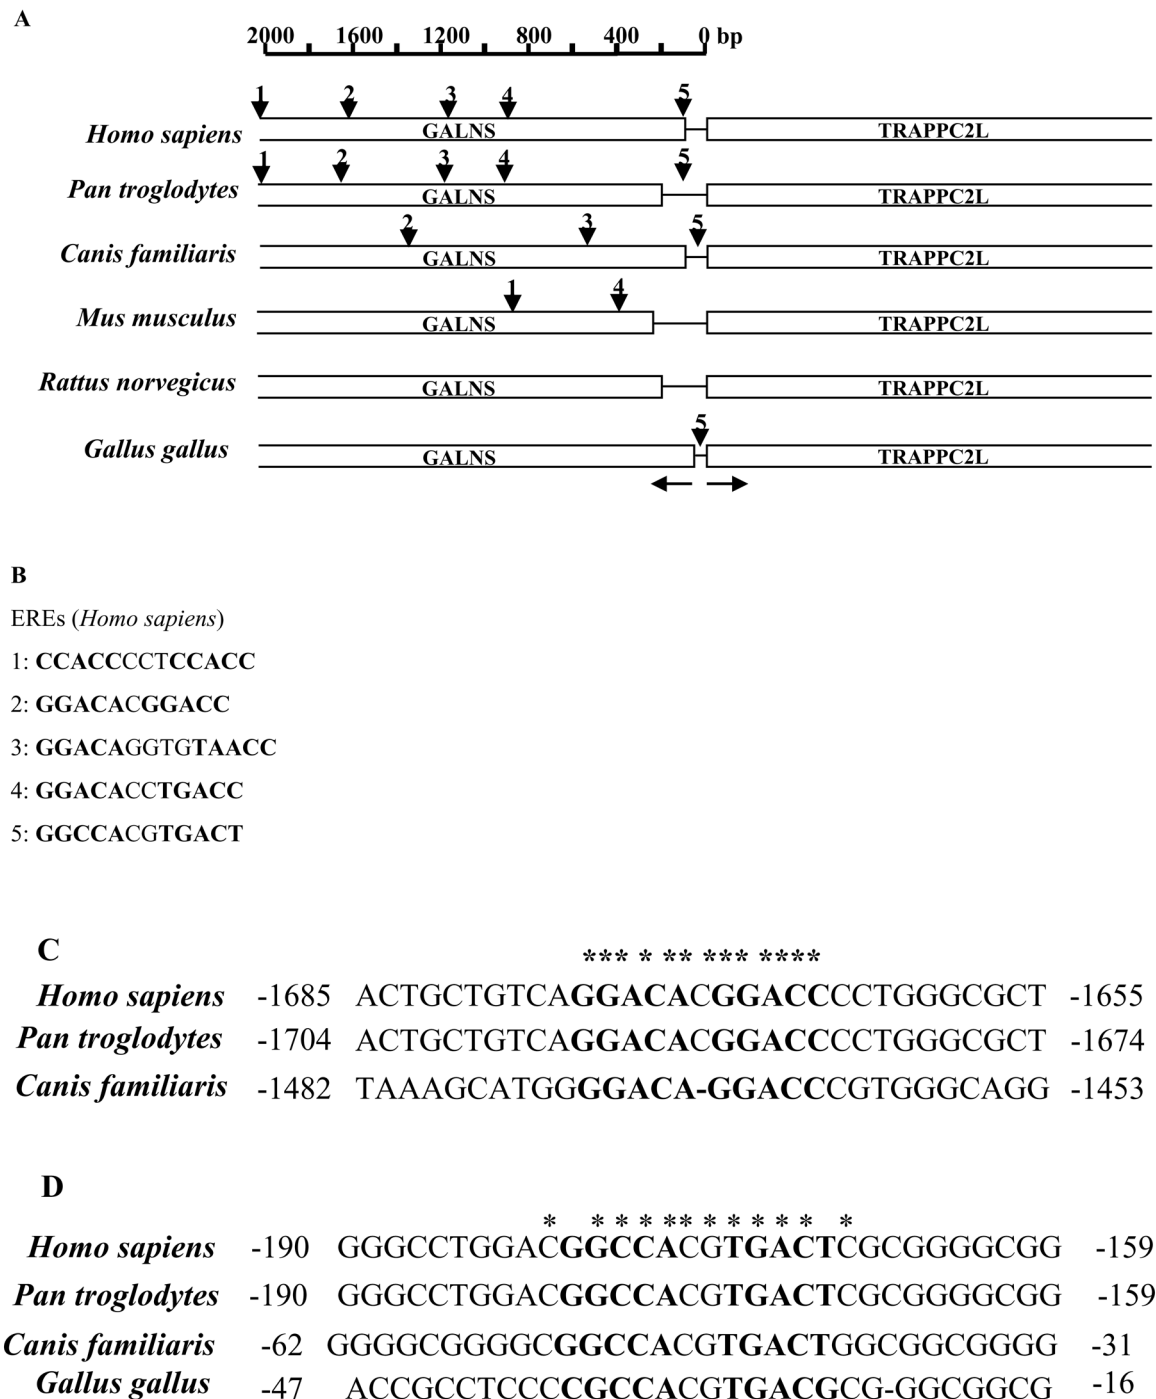 A
2000 1600 1200 800 400 0 bp
1 2 3 4 5
Homo sapiens GALNS TRAPPC2L
1 2 3 4 5
Pan troglodytes GALNS TRAPPC2L
2 3 5
Canis familiaris GALNS TRAPPC2L
1 4
Mus musculus GALNS TRAPPC2L
Rattus norvegicus GALNS TRAPPC2L
5
Gallus gallus GALNS TRAPPC2L
B
EREs (Homo sapiens)
1: CCACCCCTCCACC
2: GGACACGGACC
3: GGACAGGTGTAACC
4: GGACACCTGACC
5: GGCCACGTGACT
C
*** * ** *** ****
Homo sapiens -1685 ACTGCTGTCAGGACACGGACCCCTGGGCGCT -1655
Pan troglodytes -1704 ACTGCTGTCAGGACACGGACCCCTGGGCGCT -1674
Canis familiaris -1482 TAAAGCATGGGGACA-GGACCCGTGGGCAGG -1453
D
* * * * ** * * * * * *
Homo sapiens -190 GGGCCTGGACGGCCACGTGACTCGCGGGGCGG -159
Pan troglodytes -190 GGGCCTGGACGGCCACGTGACTCGCGGGGCGG -159
Canis familiaris -62 GGGGCGGGGCGGCCACGTGACTGGCGGCGGGG -31
Gallus gallus -47 ACCGCCTCCCCGCCACGTGACGCG-GGCGGCG -16